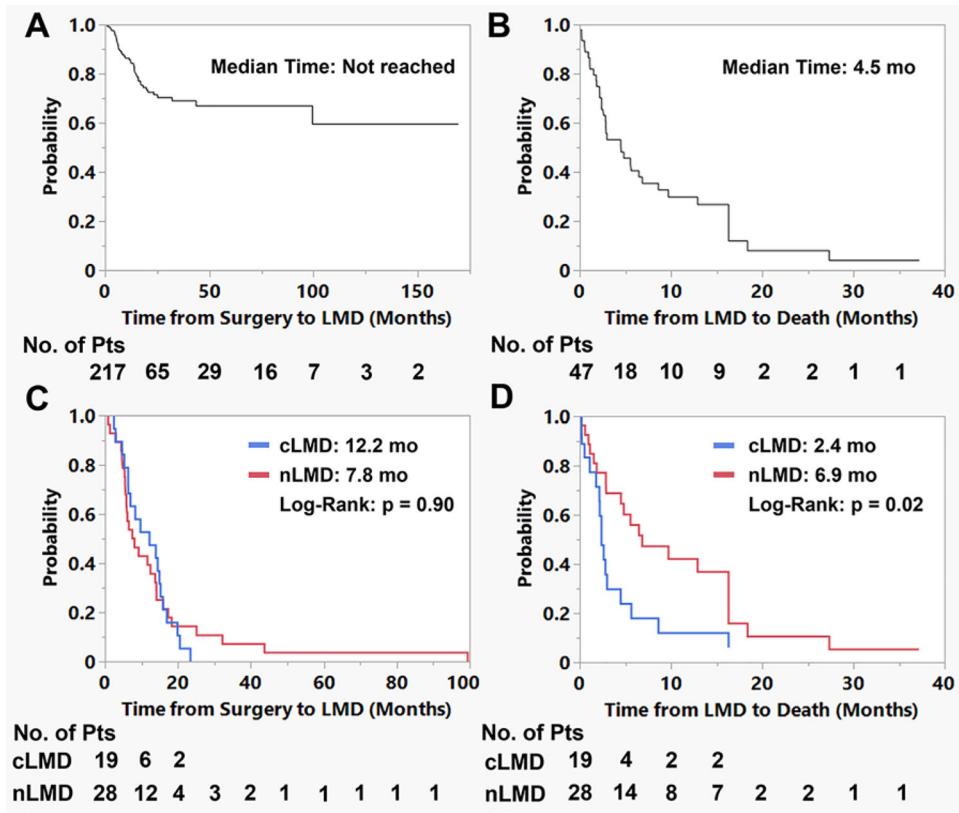 A
1.0
0.8
0.6
0.4
0.2
0
Probability
Median Time: Not reached
0 50 100 150
Time from Surgery to LMD (Months)
No. of Pts
217 65 29 16 7 3 2
B
1.0
0.8
0.6
0.4
0.2
0
Probability
Median Time: 4.5 mo
0 10 20 30 40
Time from LMD to Death (Months)
No. of Pts
47 18 10 9 2 2 1 1
C
1.0
0.8
0.6
0.4
0.2
0
Probability
cLMD: 12.2 mo
nLMD: 7.8 mo
Log-Rank: p = 0.90
0 20 40 60 80 100
Time from Surgery to LMD (Months)
No. of Pts
cLMD 19 6 2
nLMD 28 12 4 3 2 1 1 1 1 1
D
1.0
0.8
0.6
0.4
0.2
0
Probability
cLMD: 2.4 mo
nLMD: 6.9 mo
Log-Rank: p = 0.02
0 10 20 30 40
Time from LMD to Death (Months)
No. of Pts
cLMD 19 4 2 2
nLMD 28 14 8 7 2 2 1 1